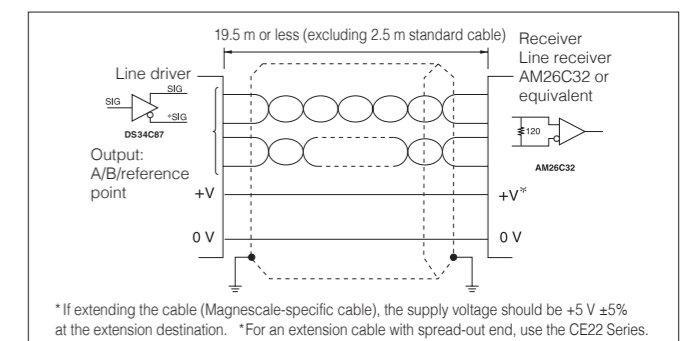 19.5 m or less (excluding 2.5 m standard cable)
Receiver
Line receiver
AM26C32 or
equivalent
Line driver
SIG
SIG
*SIG
DS34C87
Output:
A/B/reference
point
120
AM26C32
+V
+V*
0 V
0 V
*If extending the cable (Magnescale-specific cable), the supply voltage should be +5 V ±5%
at the extension destination. *For an extension cable with spread-out end, use the CE22 Series.